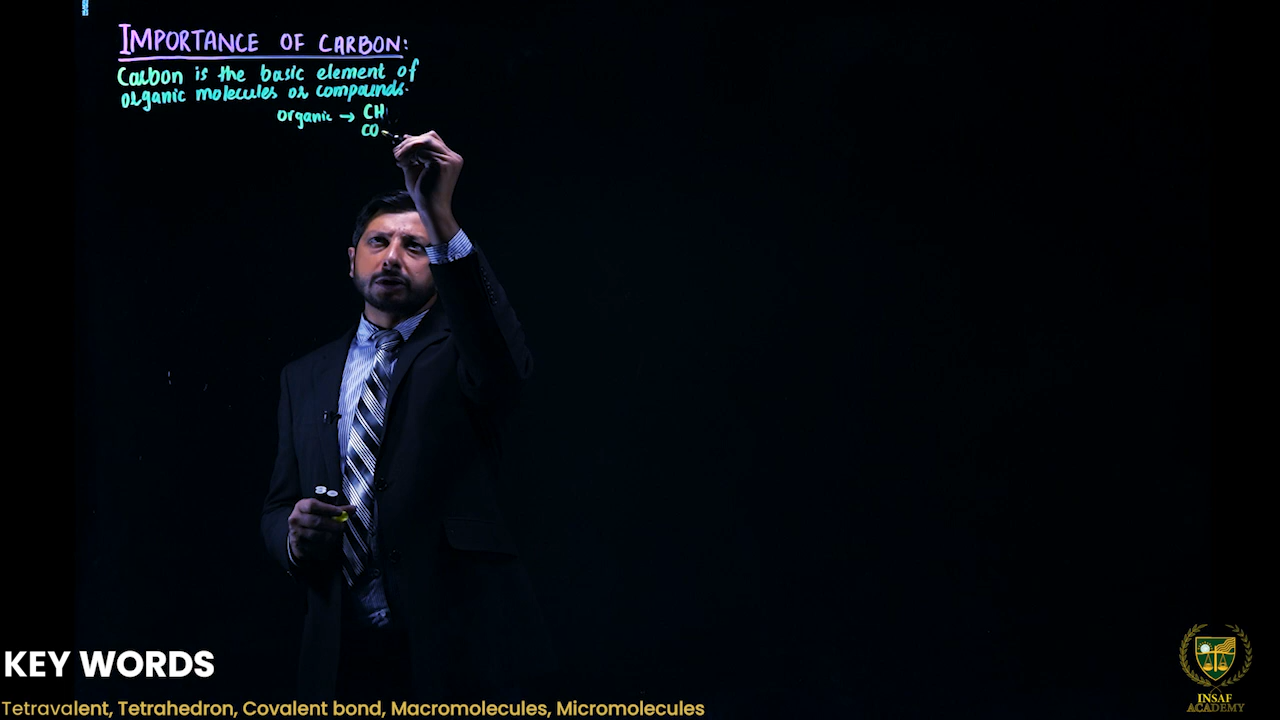 IMPORTANCE OF CARBON:
Carbon is the basic element of
organic molecules or compounds.
Organic → CH
CO
KEY WORDS
Tetravalent, Tetrahedron, Covalent bond, Macromolecules, Micromolecules
INSAF
ACADEMY